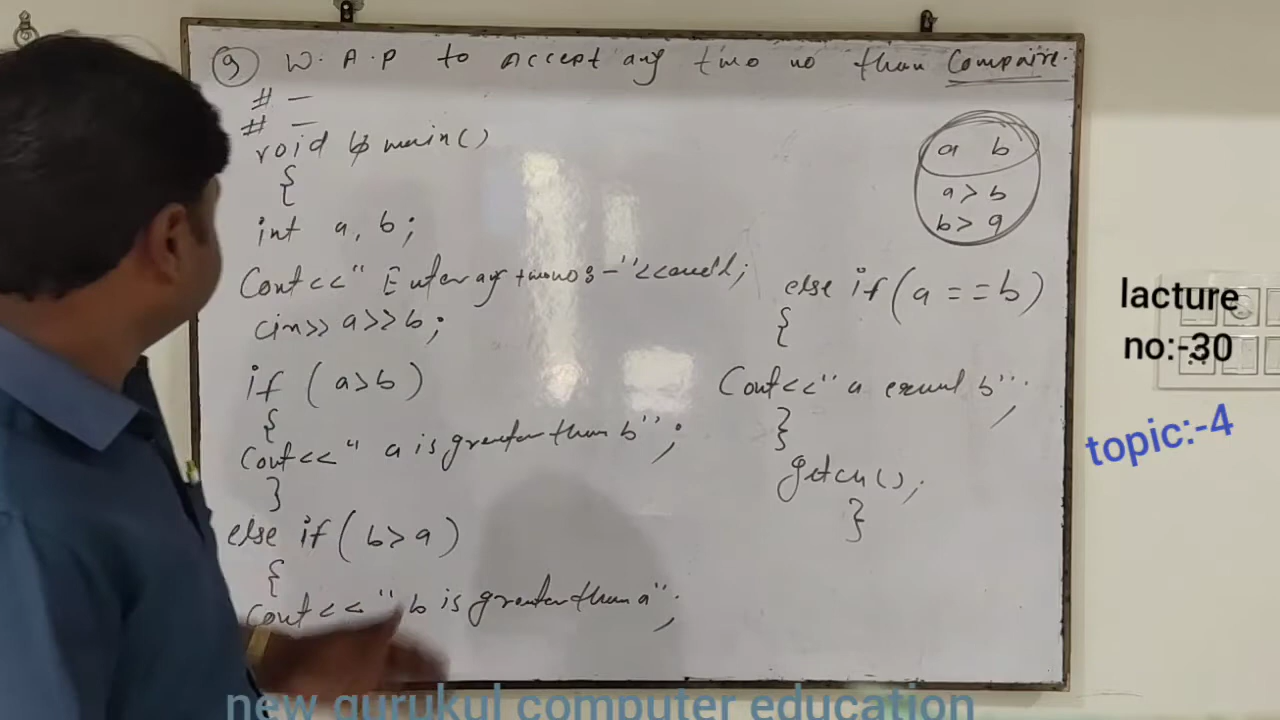 9 W.A.P to Accept any two no than Compaire.
# —
# —
void main()
{
int a, b;
Cout<<" Enter any two nos-"<<endl;
cin>> a>>b;
if (a>b)
{
Cout<<" a is greater than b";
}
else if( b> a)
{
Cout<<" b is greater than a";
a b
a > b
b > a
else if(a==b)
{
Cout<<" a equal b";
}
getch();
}
lacture
no:-30
topic:-4
new gurukul computer education